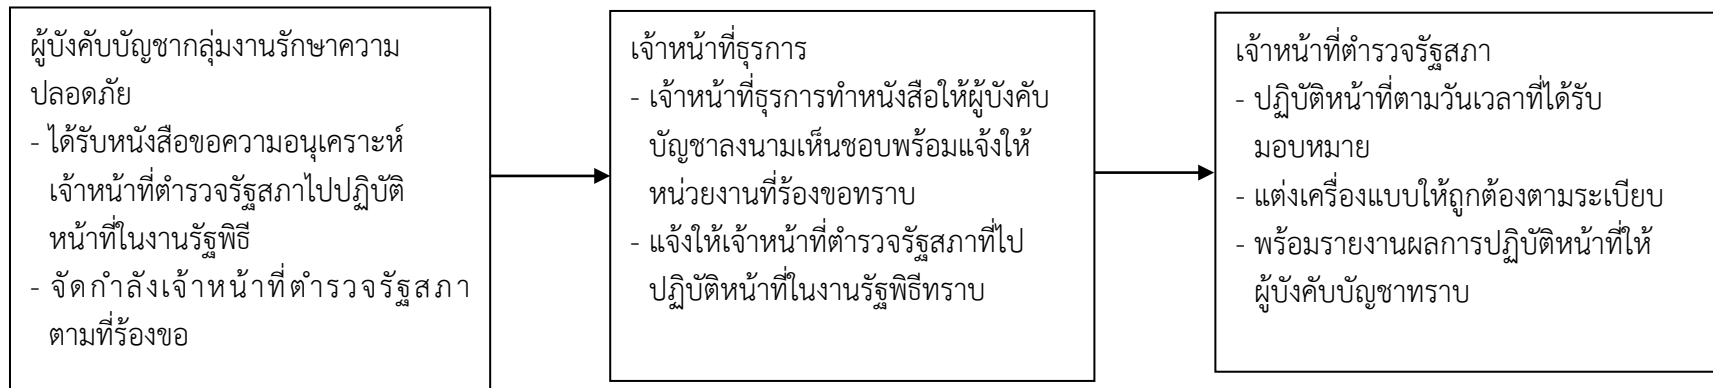 ผู้บังคับบัญชากลุ่มงานรักษาความ
ปลอดภัย
- ได้รับหนังสือขอความอนุเคราะห์
เจ้าหน้าที่ตำรวจรัฐสภาไปปฏิบัติ
หน้าที่ในงานรัฐพิธี
- จัดกำลังเจ้าหน้าที่ตำรวจรัฐสภา
ตามที่ร้องขอ
เจ้าหน้าที่ธุรการ
- เจ้าหน้าที่ธุรการทำหนังสือให้ผู้บังคับ
บัญชาลงนามเห็นชอบพร้อมแจ้งให้
หน่วยงานที่ร้องขอทราบ
- แจ้งให้เจ้าหน้าที่ตำรวจรัฐสภาที่ไป
ปฏิบัติหน้าที่ในงานรัฐพิธีทราบ
เจ้าหน้าที่ตำรวจรัฐสภา
- ปฏิบัติหน้าที่ตามวันเวลาที่ได้รับ
มอบหมาย
- แต่งเครื่องแบบให้ถูกต้องตามระเบียบ
- พร้อมรายงานผลการปฏิบัติหน้าที่ให้
ผู้บังคับบัญชาทราบ